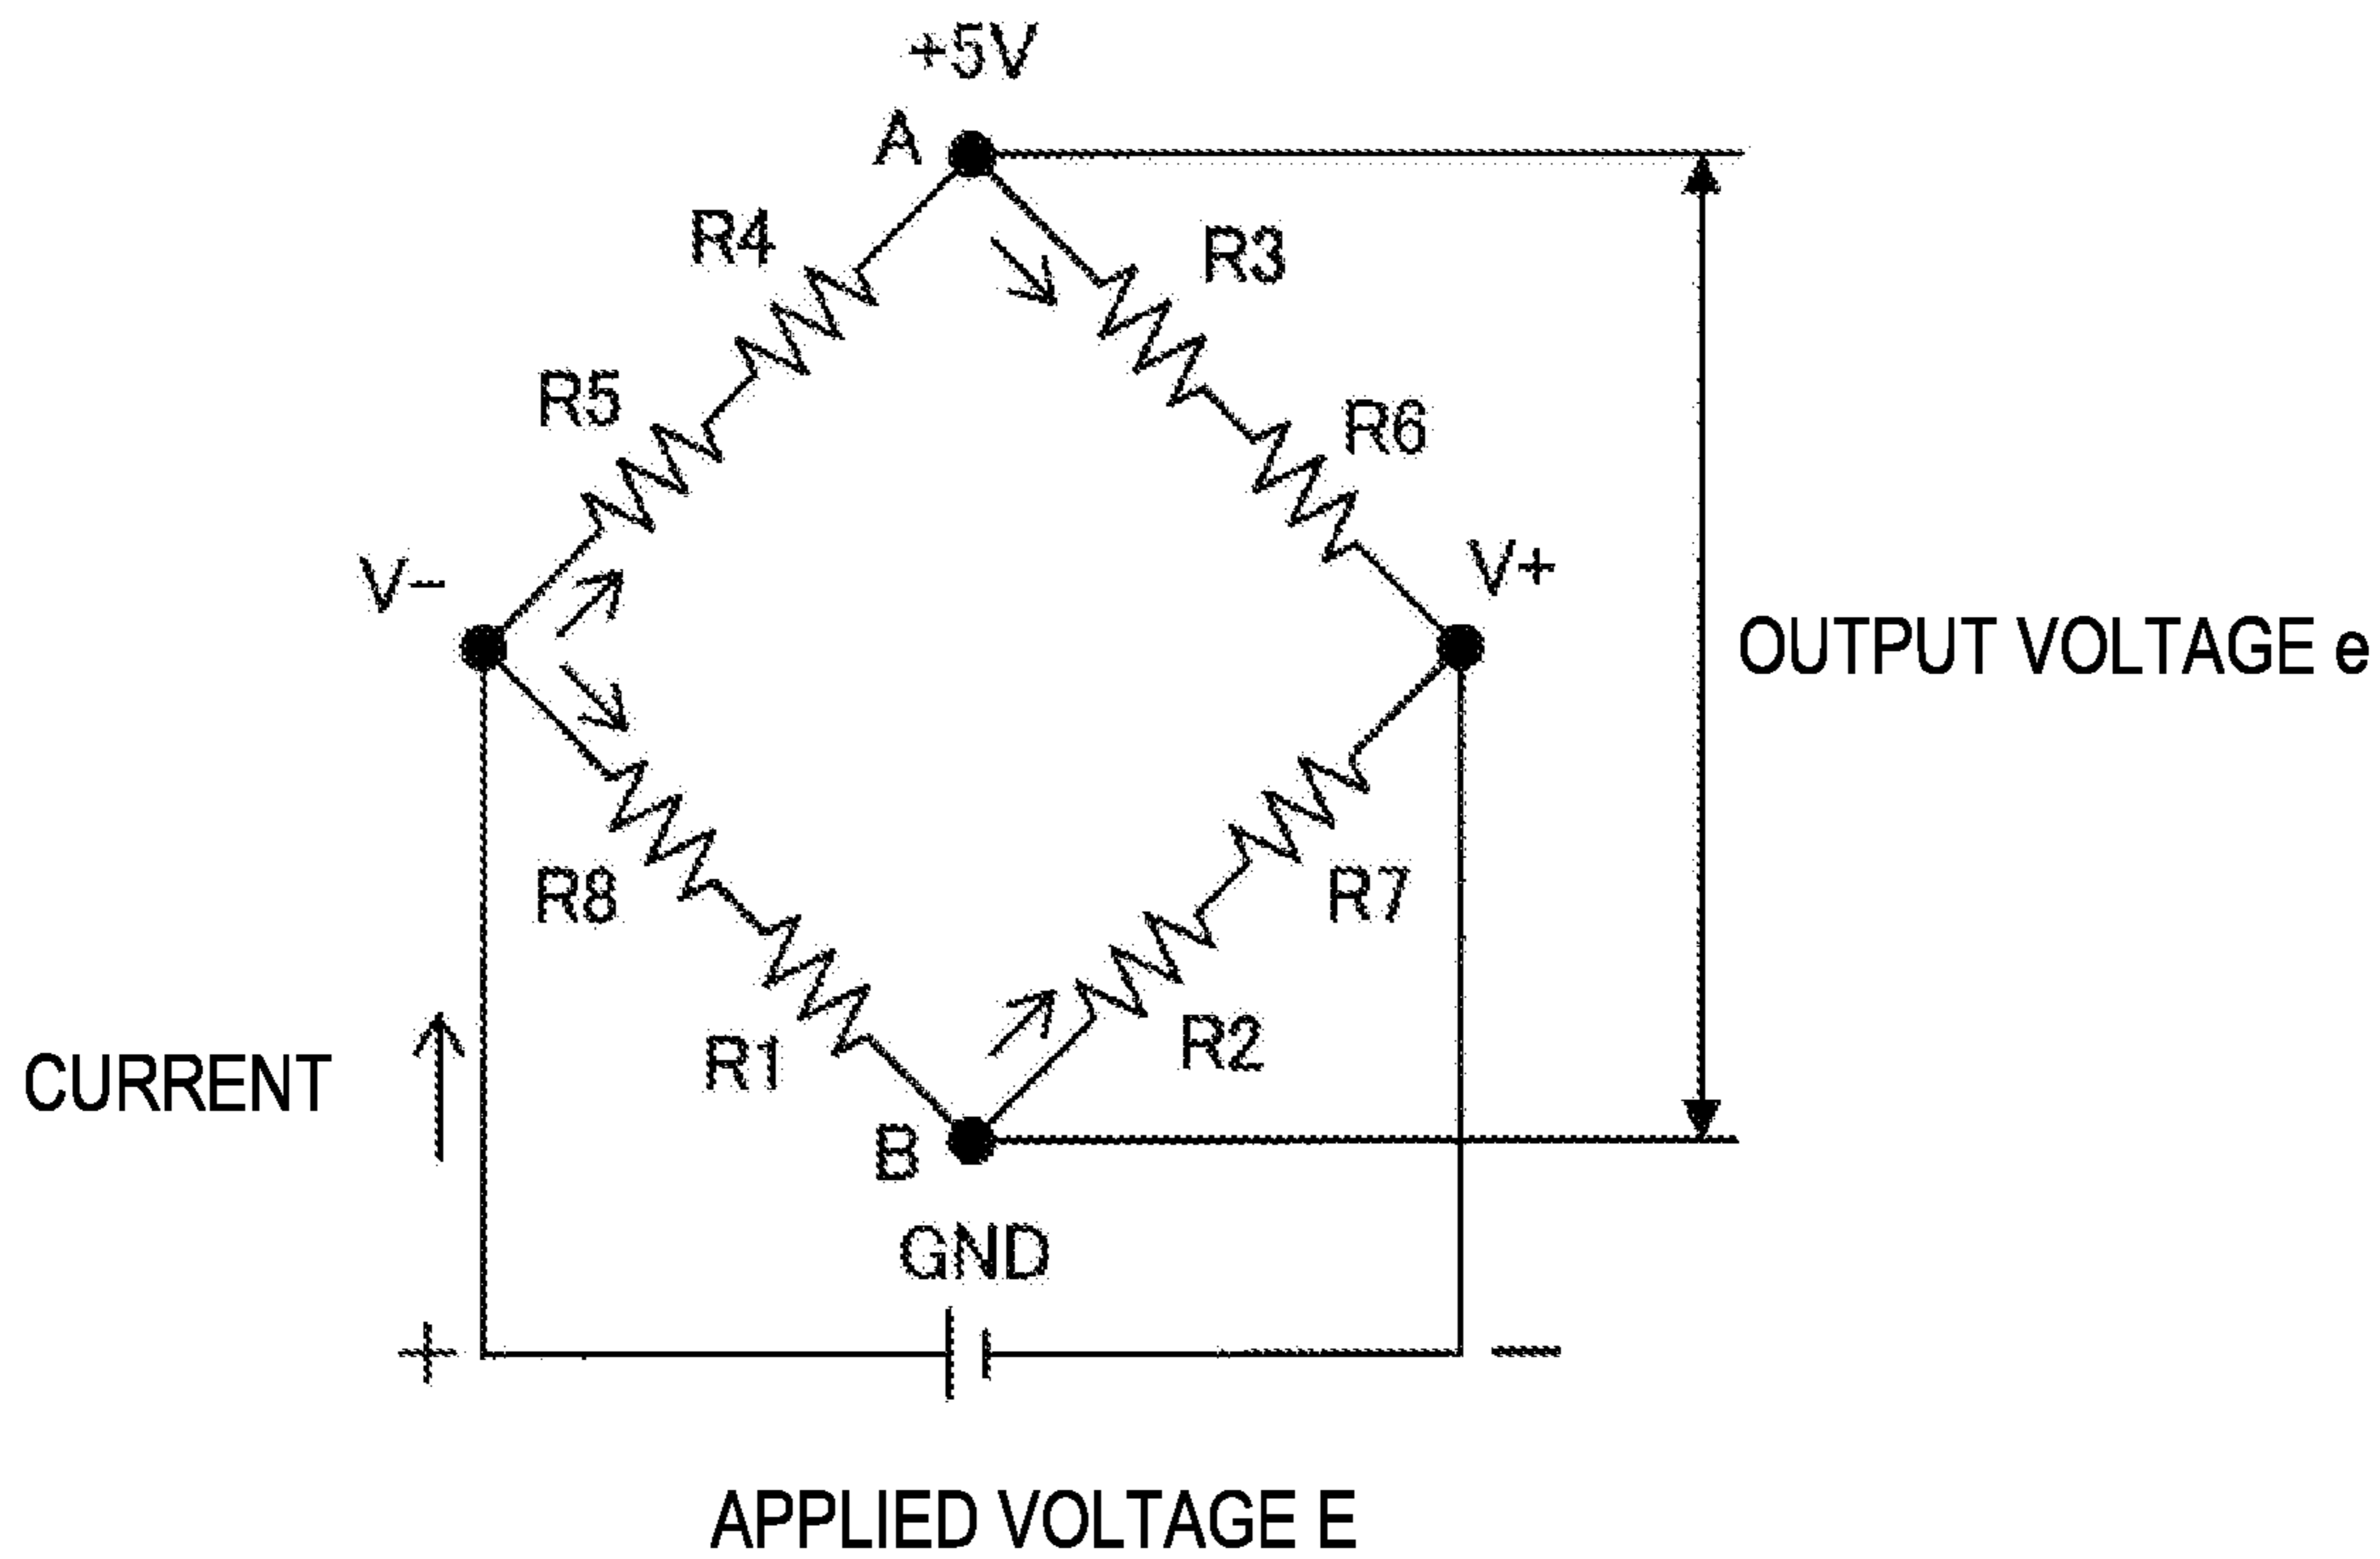 +5V
A
R4
R3
R5
R6
V−
V+
OUTPUT VOLTAGE e
R8
R7
R1
R2
CURRENT
B
GND
+
−
APPLIED VOLTAGE E